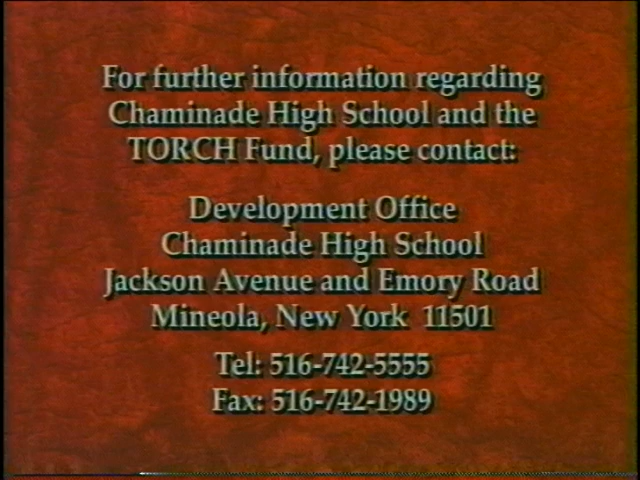 For further information regarding
Chaminade High School and the
TORCH Fund, please contact:
Development Office
Chaminade High School
Jackson Avenue and Emory Road
Mineola, New York 11501
Tel: 516-742-5555
Fax: 516-742-1989